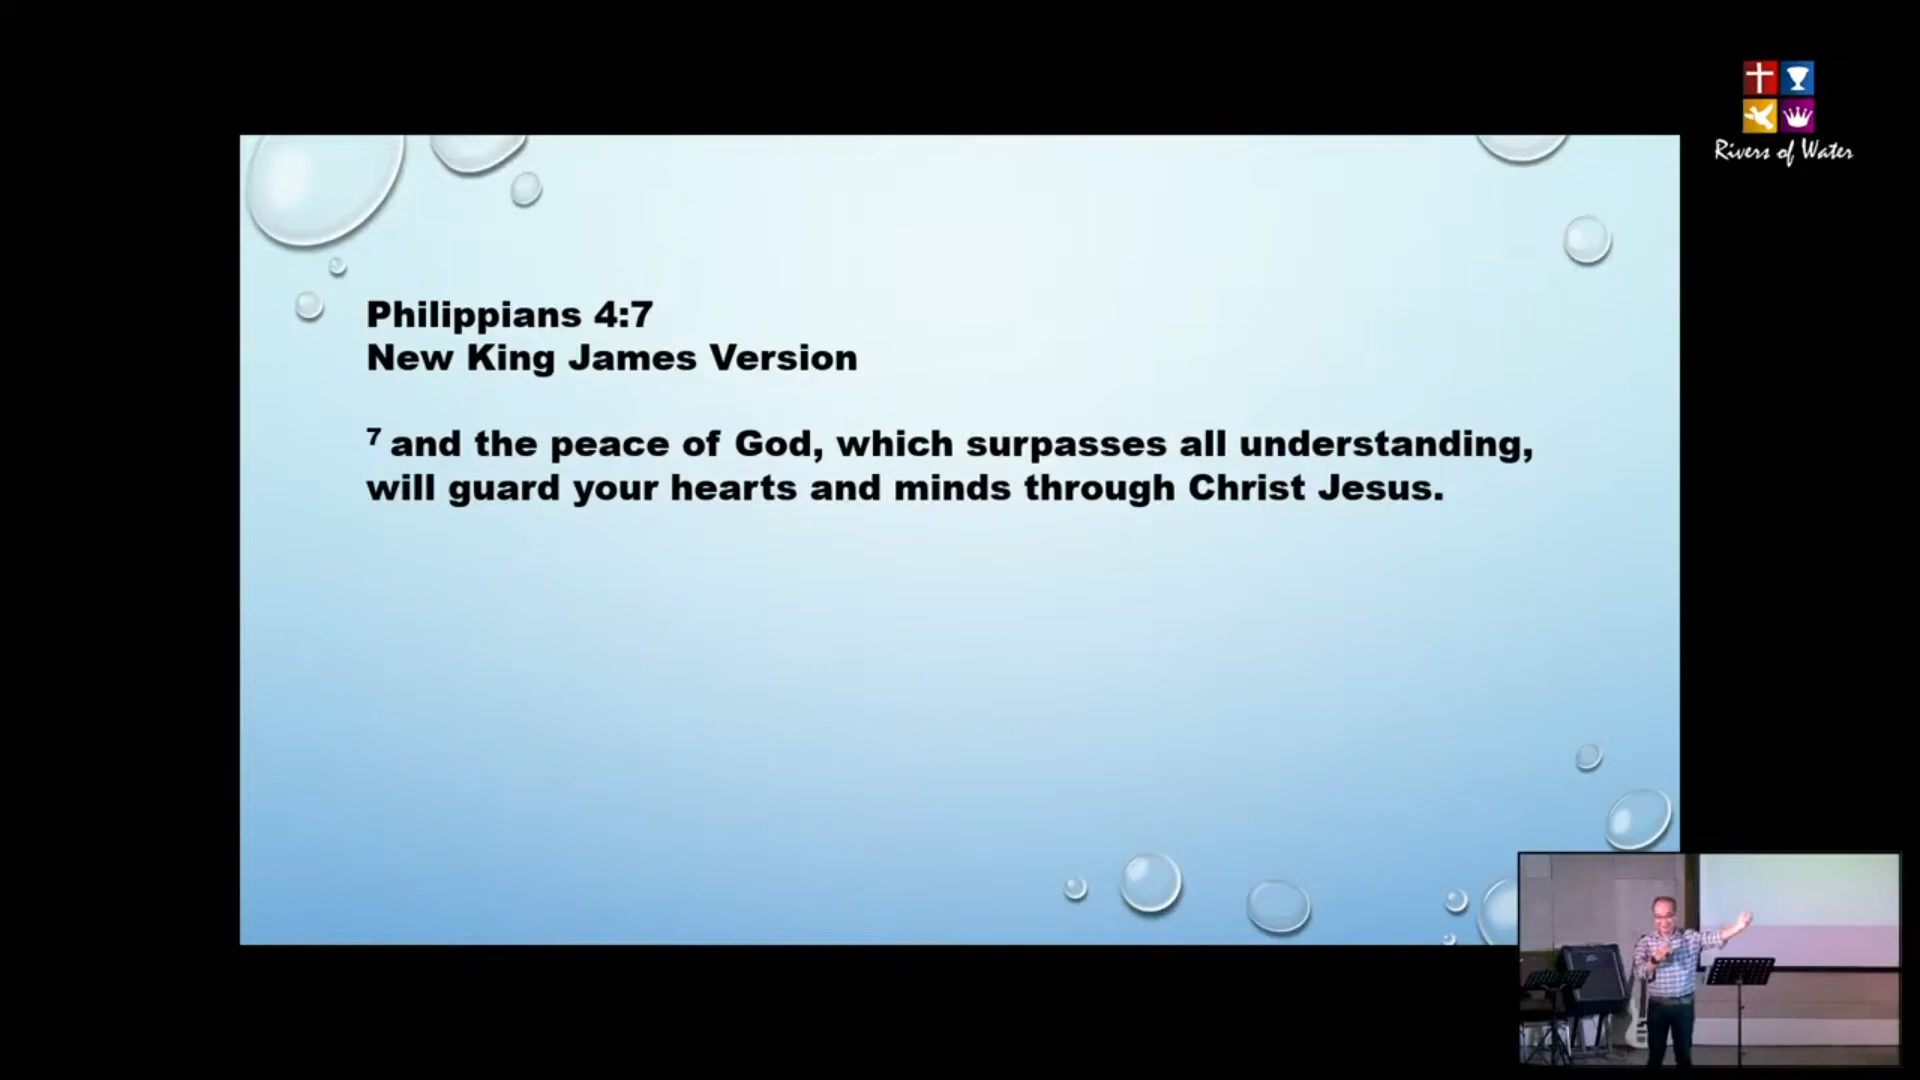 Rivers of Water
Philippians 4:7
New King James Version
7 and the peace of God, which surpasses all understanding,
will guard your hearts and minds through Christ Jesus.